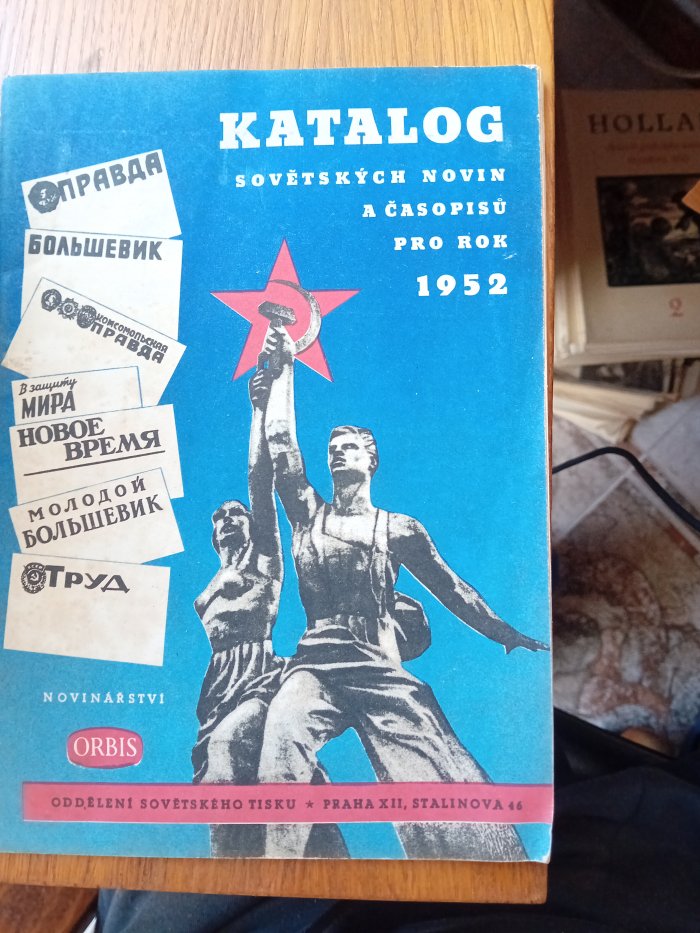 KATALOG
SOVĚTSKÝCH NOVIN
A ČASOPISŮ
PRO ROK
1952
ПРАВДА
БОЛЬШЕВИК
КОМСОМОЛЬСКАЯ
ПРАВДА
В защиту
МИРА
НОВОЕ
ВРЕМЯ
МОЛОДОЙ
БОЛЬШЕВИК
ТРУД
NOVINÁŘSTVÍ
ORBIS
ODDĚLENÍ SOVĚTSKÉHO TISKU ★ PRAHA XII, STALINOVA 46
HOLLA
2